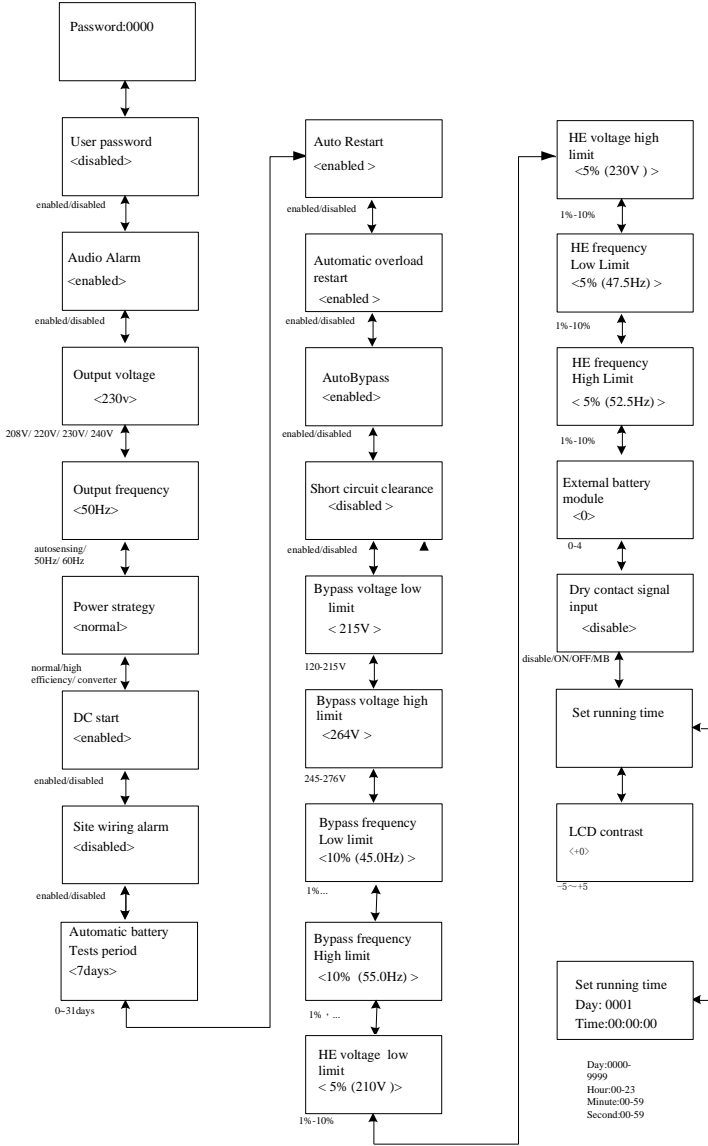 Password:0000
User password
<disabled>
enabled/disabled
Audio Alarm
<enabled>
enabled/disabled
Output voltage
<230v>
208V/ 220V/ 230V/ 240V
Output frequency
<50Hz>
autosensing/
50Hz/ 60Hz
Power strategy
<normal>
normal/high
efficiency/ converter
DC start
<enabled>
enabled/disabled
Site wiring alarm
<disabled>
enabled/disabled
Automatic battery
Tests period
<7days>
0~31days
Auto Restart
<enabled >
enabled/disabled
Automatic overload
restart
<enabled >
enabled/disabled
AutoBypass
<enabled>
enabled/disabled
Short circuit clearance
<disabled >
enabled/disabled
Bypass voltage low
limit
< 215V >
120-215V
Bypass voltage high
limit
<264V >
245-276V
Bypass frequency
Low limit
<10% (45.0Hz) >
1%...
Bypass frequency
High limit
<10%  (55.0Hz) >
1% , ...
HE voltage  low
limit
< 5% (210V )>
1%-10%
HE voltage high
limit
<5% (230V ) >
1%-10%
HE frequency
Low Limit
<5% (47.5Hz) >
1%-10%
HE frequency
High Limit
< 5% (52.5Hz) >
1%-10%
External battery
module
<0>
0-4
Dry contact signal
input
<disable>
disable/ON/OFF/MB
Set running time
LCD contrast
<+0>
-5～+5
Set running time
Day: 0001
Time:00:00:00
Day:0000-
9999
Hour:00-23
Minute:00-59
Second:00-59